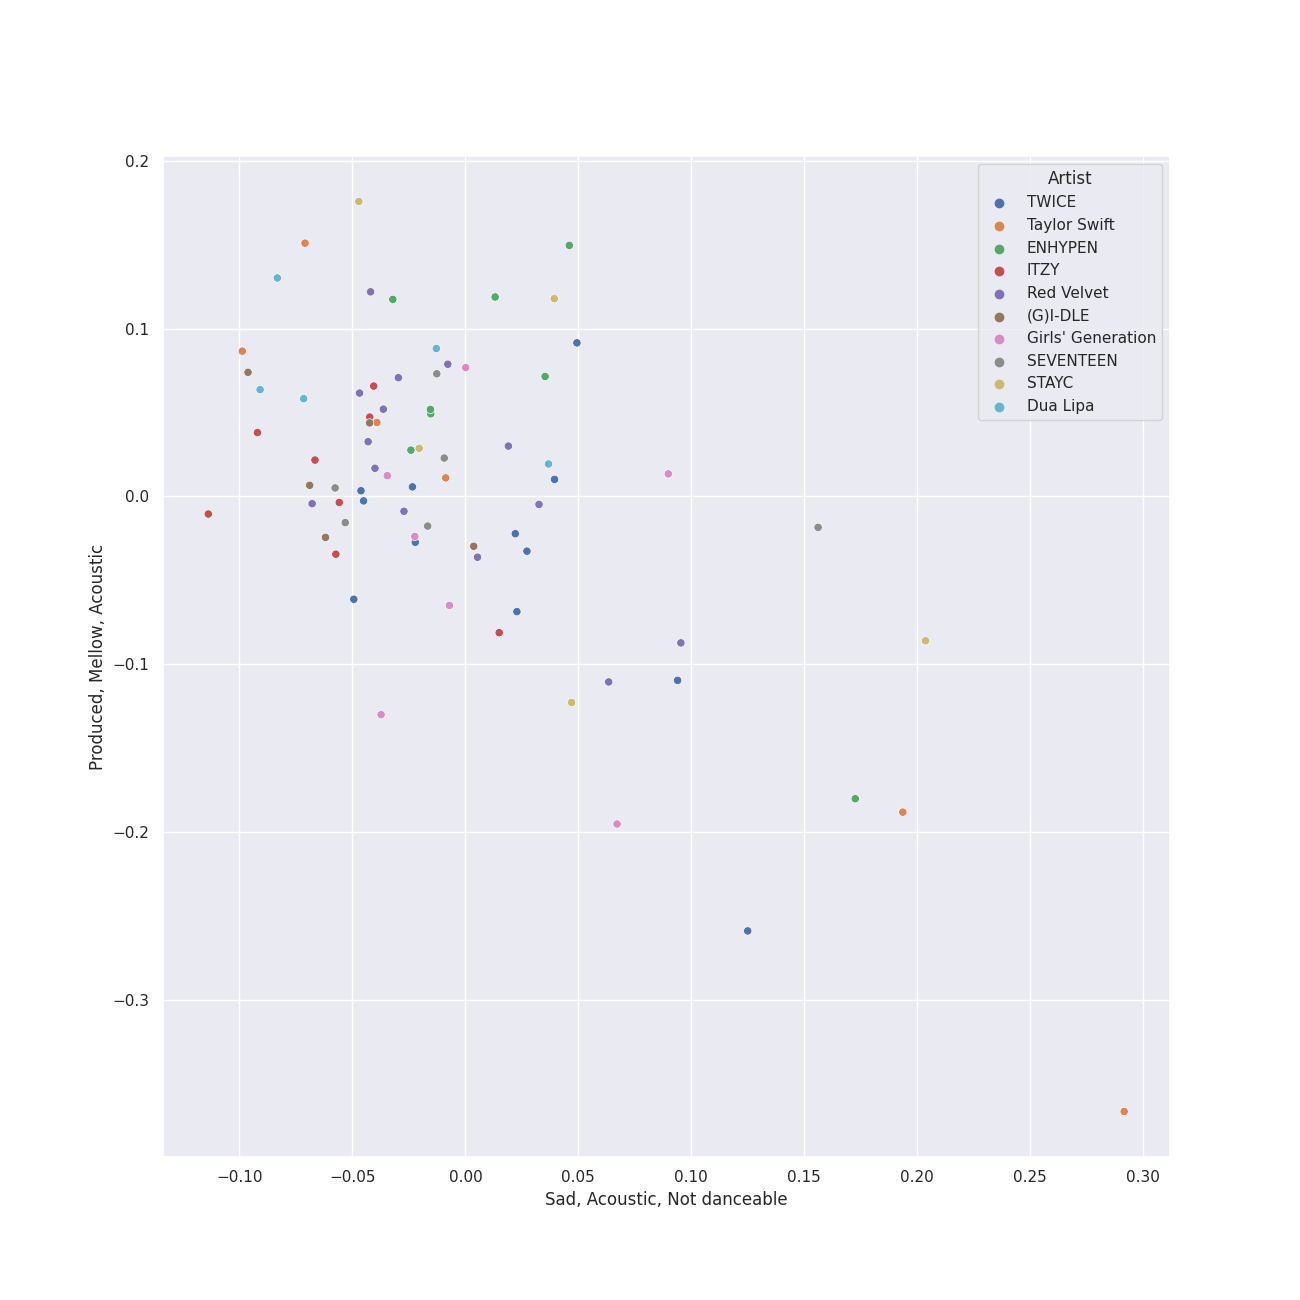 0.2
0.1
0.0
−0.1
−0.2
−0.3
Produced, Mellow, Acoustic
Artist
TWICE
Taylor Swift
ENHYPEN
ITZY
Red Velvet
(G)I-DLE
Girls' Generation
SEVENTEEN
STAYC
Dua Lipa
−0.10 −0.05 0.00 0.05 0.10 0.15 0.20 0.25 0.30
Sad, Acoustic, Not danceable